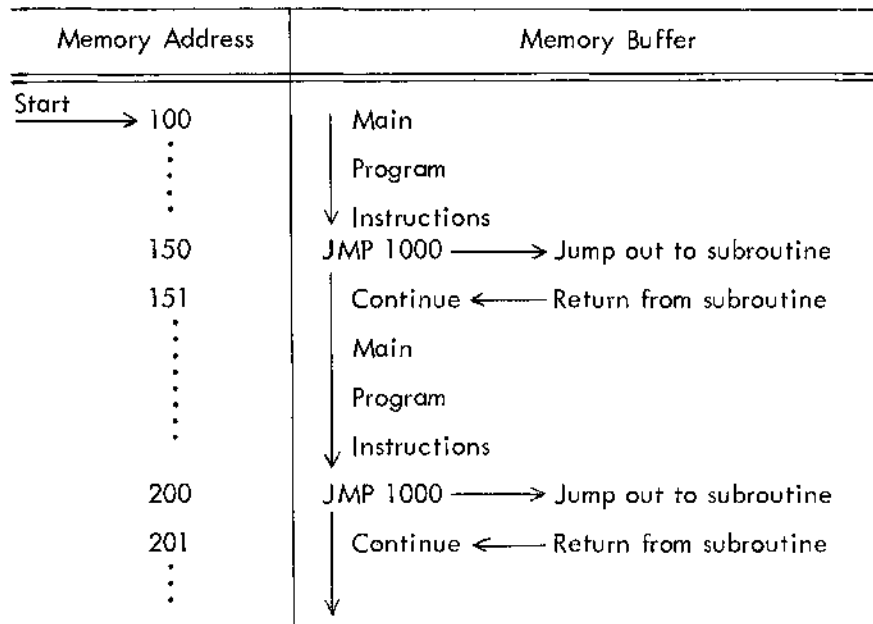 Memory Address Memory Buffer
Start
100 Main
Program
Instructions
150 JMP 1000 Jump out to subroutine
151 Continue Return from subroutine
Main
Program
Instructions
200 JMP 1000 Jump out to subroutine
201 Continue Return from subroutine